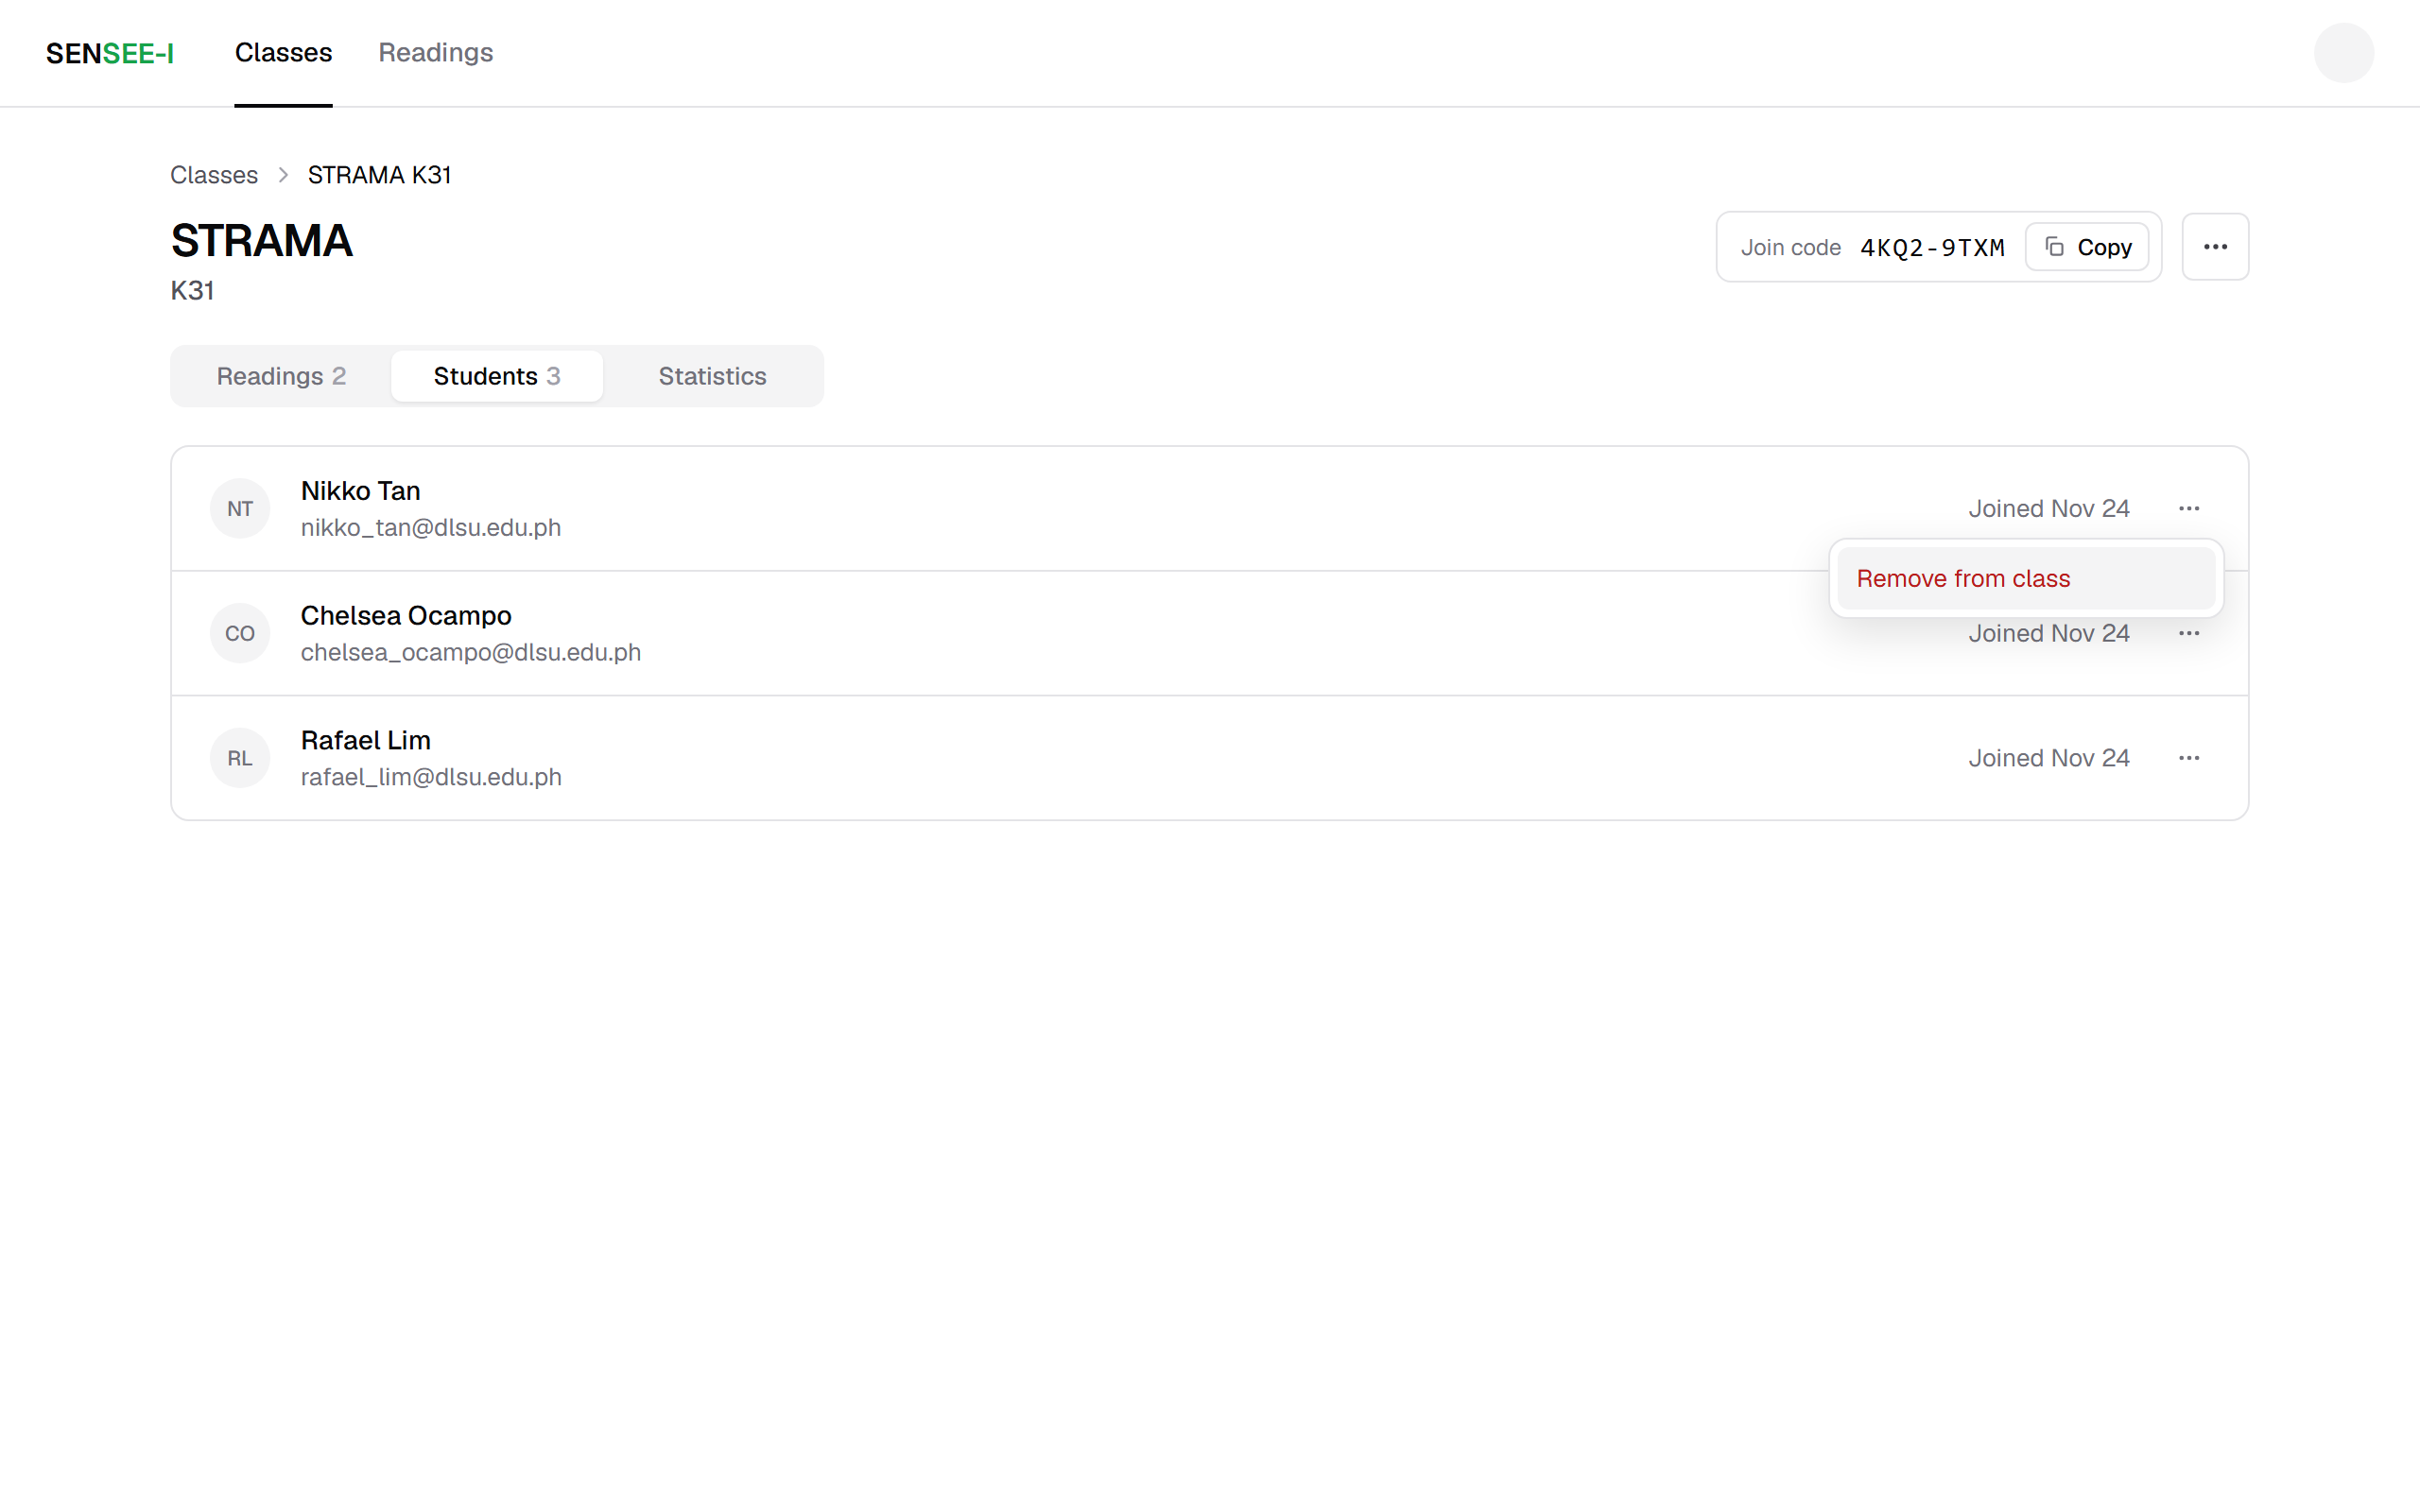 SENSEE-I Classes Readings
Classes > STRAMA K31
STRAMA
K31
Join code 4KQ2-9TXM Copy
Readings 2 Students 3 Statistics
NT
Nikko Tan
nikko_tan@dlsu.edu.ph
Joined Nov 24
Remove from class
CO
Chelsea Ocampo
chelsea_ocampo@dlsu.edu.ph
Joined Nov 24
RL
Rafael Lim
rafael_lim@dlsu.edu.ph
Joined Nov 24